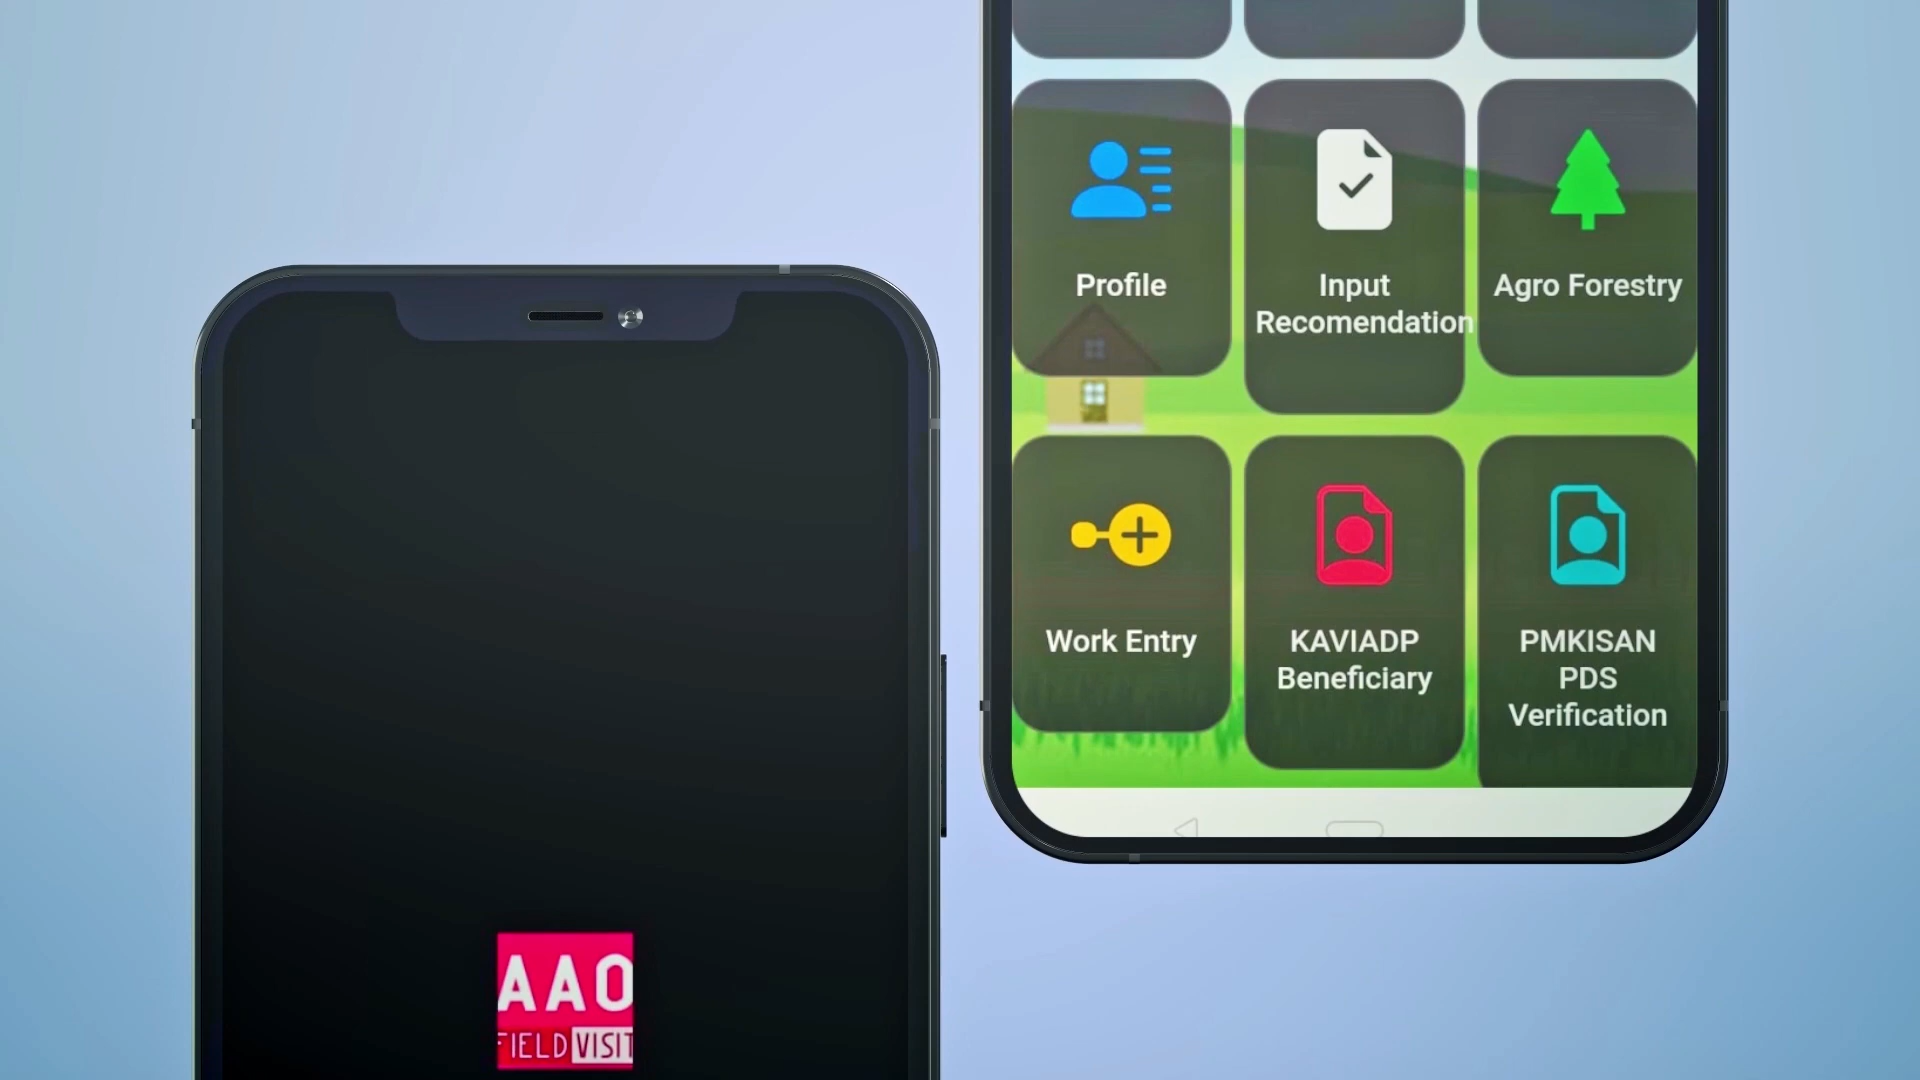 Profile
Input
Recomendation
Agro Forestry
Work Entry
KAVIADP
Beneficiary
PMKISAN
PDS
Verification
AAO
FIELD VISIT